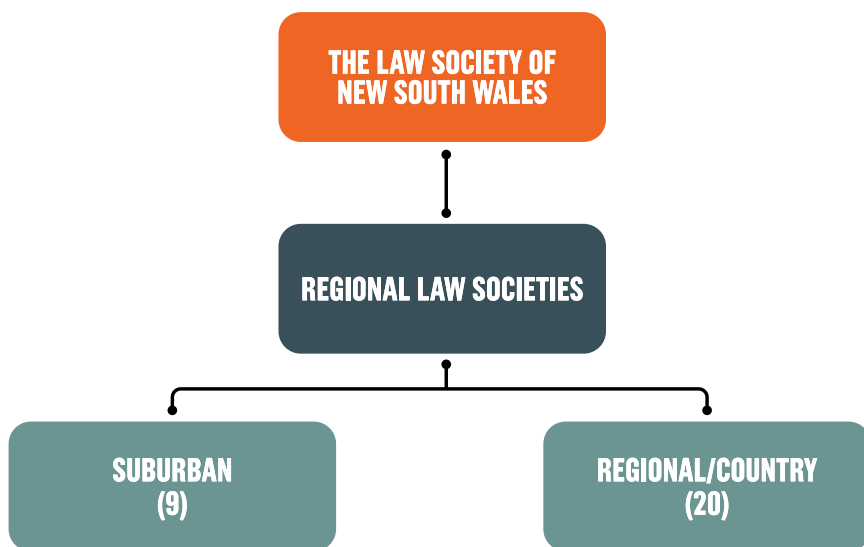 THE LAW SOCIETY OF
NEW SOUTH WALES
REGIONAL LAW SOCIETIES
SUBURBAN
(9)
REGIONAL/COUNTRY
(20)